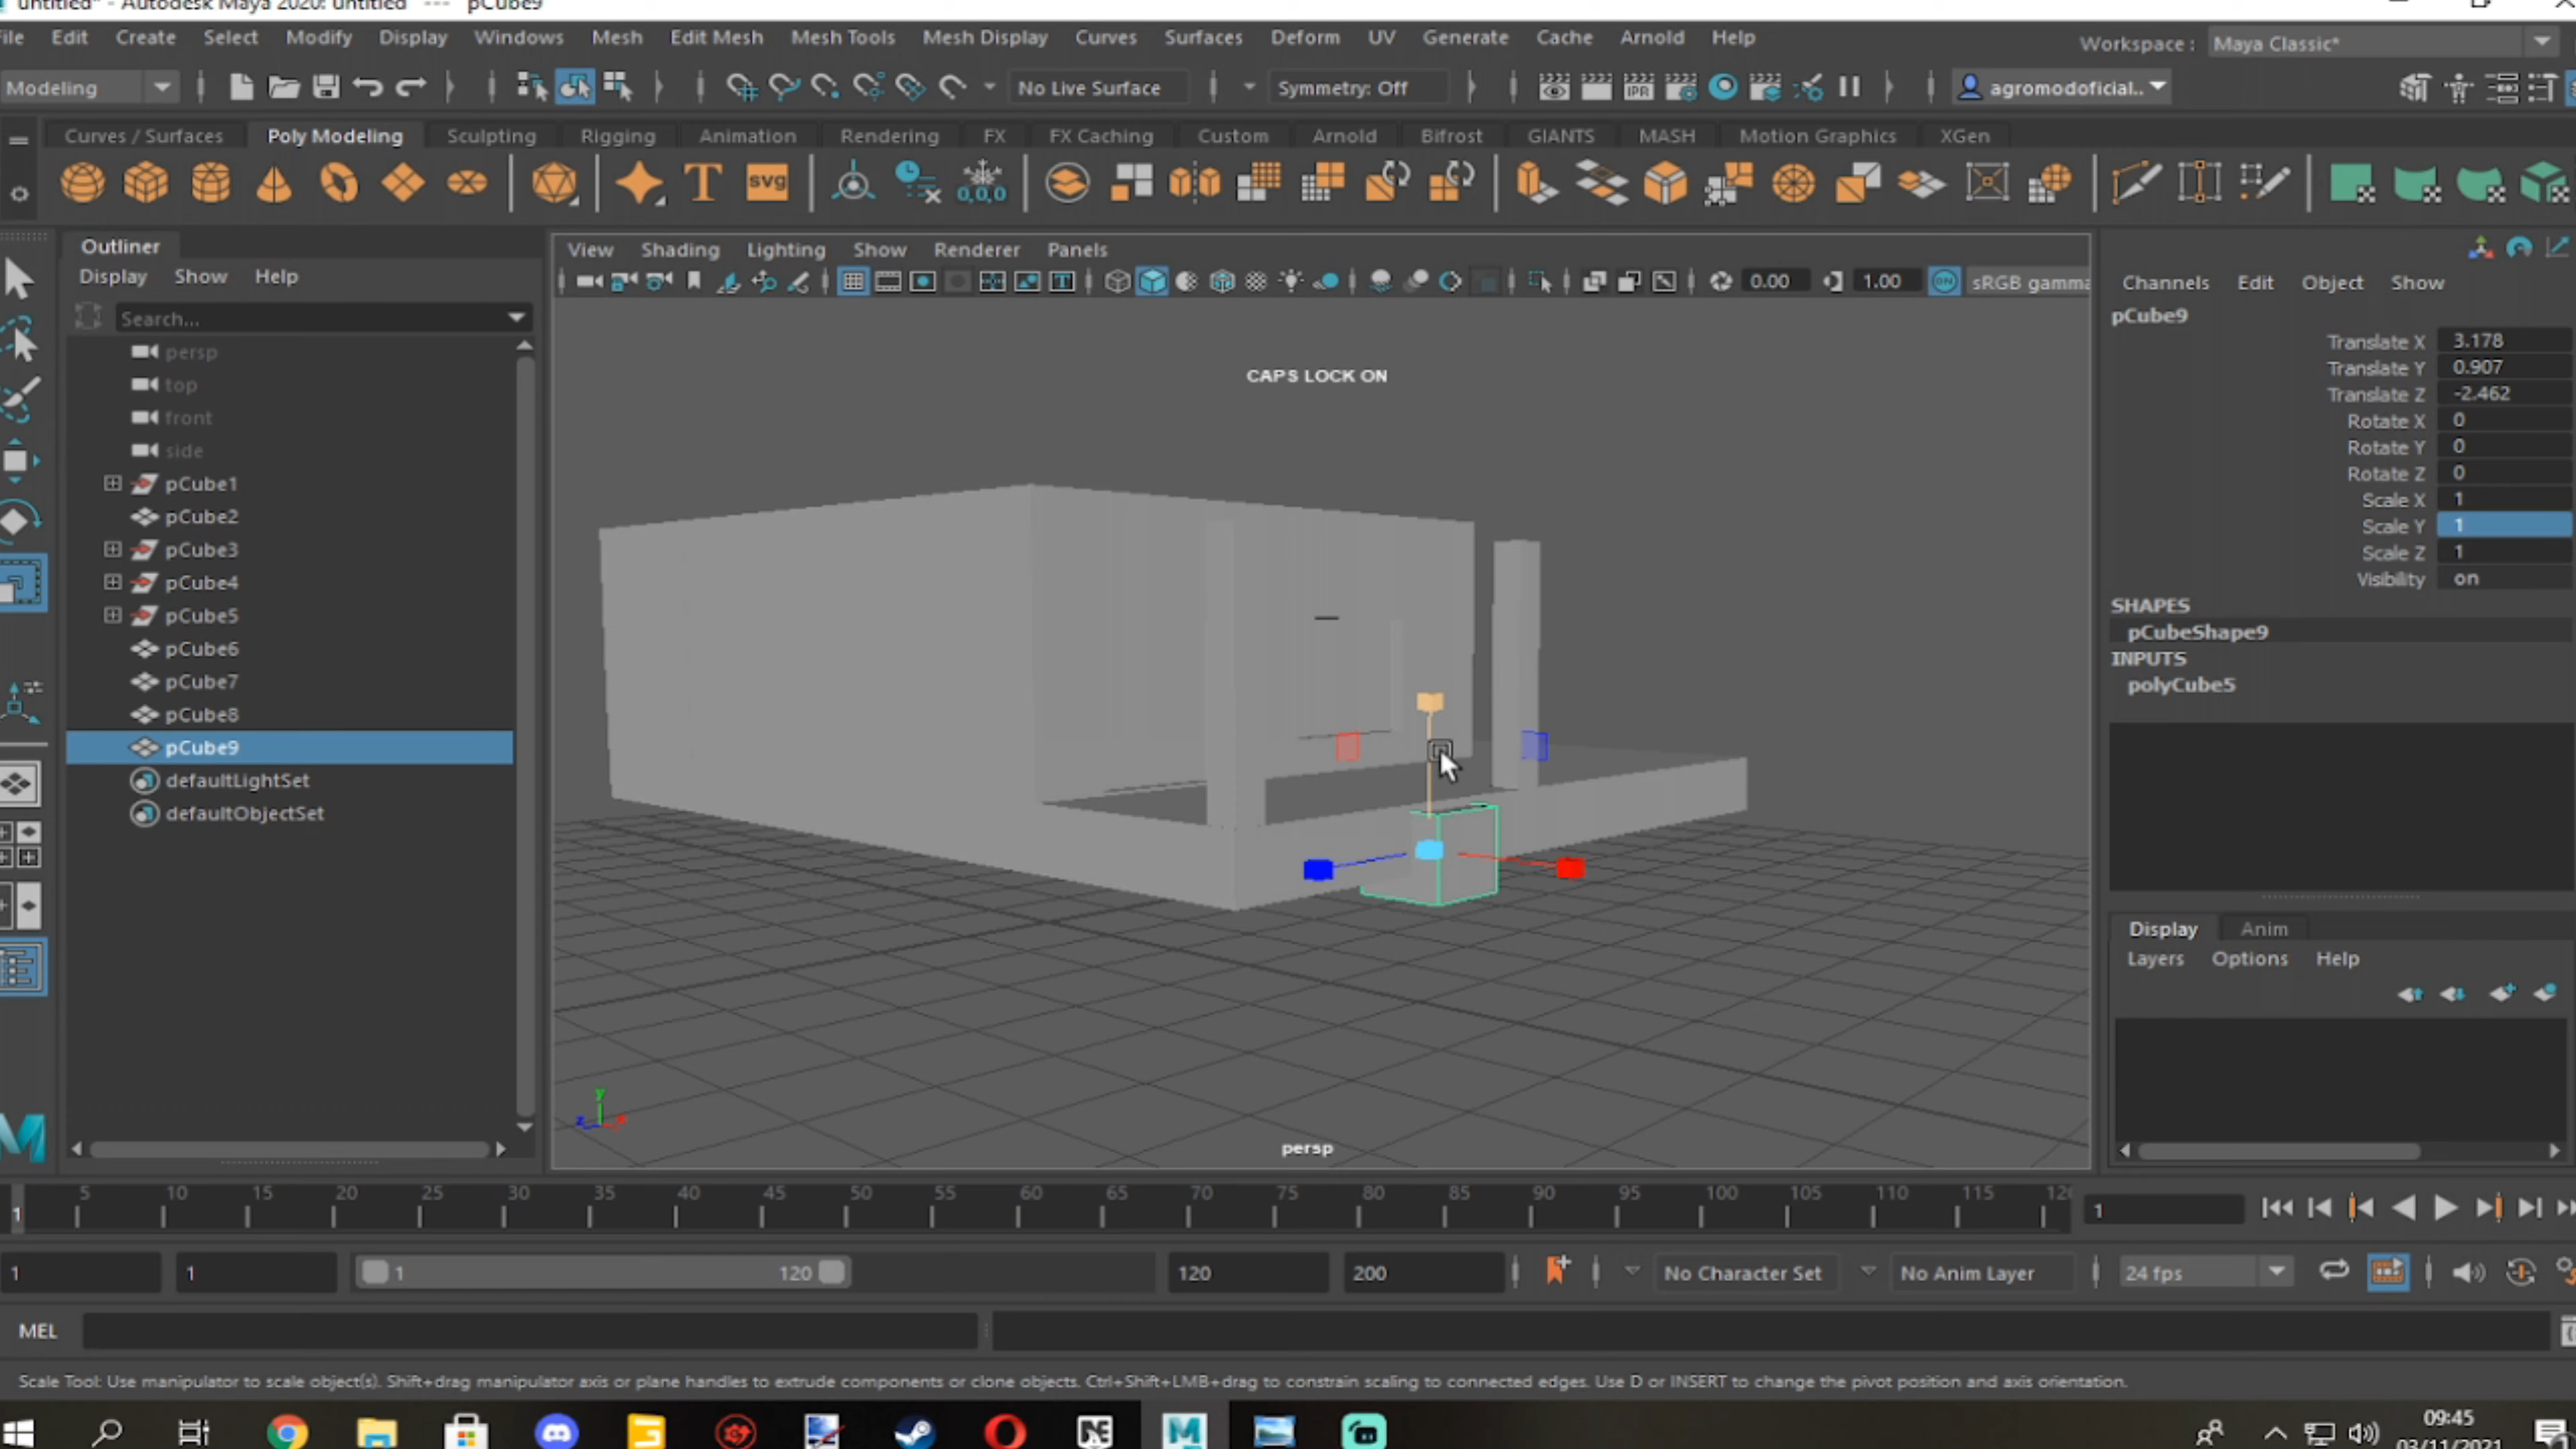 untitled* - Autodesk Maya 2020: untitled --- pCube9
File Edit Create Select Modify Display Windows Mesh Edit Mesh Mesh Tools Mesh Display Curves Surfaces Deform UV Generate Cache Arnold Help
Workspace : Maya Classic*
Modeling No Live Surface Symmetry: Off agromodoficial..
Curves / Surfaces Poly Modeling Sculpting Rigging Animation Rendering FX FX Caching Custom Arnold Bifrost GIANTS MASH Motion Graphics XGen
T svg 0,0,0
IPR
Outliner
Display Show Help
Search...
persp
top
front
side
pCube1
pCube2
pCube3
pCube4
pCube5
pCube6
pCube7
pCube8
pCube9
defaultLightSet
defaultObjectSet
View Shading Lighting Show Renderer Panels
0.00 1.00 ON sRGB gamma
CAPS LOCK ON
y
z x
persp
Channels Edit Object Show
pCube9
Translate X 3.178
Translate Y 0.907
Translate Z -2.462
Rotate X 0
Rotate Y 0
Rotate Z 0
Scale X 1
Scale Y 1
Scale Z 1
Visibility on
SHAPES
pCubeShape9
INPUTS
polyCube5
Display Anim
Layers Options Help
5 10 15 20 25 30 35 40 45 50 55 60 65 70 75 80 85 90 95 100 105 110 115 120
1
1
1 1 1 120 120 200 No Character Set No Anim Layer 24 fps
MEL
Scale Tool: Use manipulator to scale object(s). Shift+drag manipulator axis or plane handles to extrude components or clone objects. Ctrl+Shift+LMB+drag to constrain scaling to connected edges. Use D or INSERT to change the pivot position and axis orientation.
09:45
03/11/2021